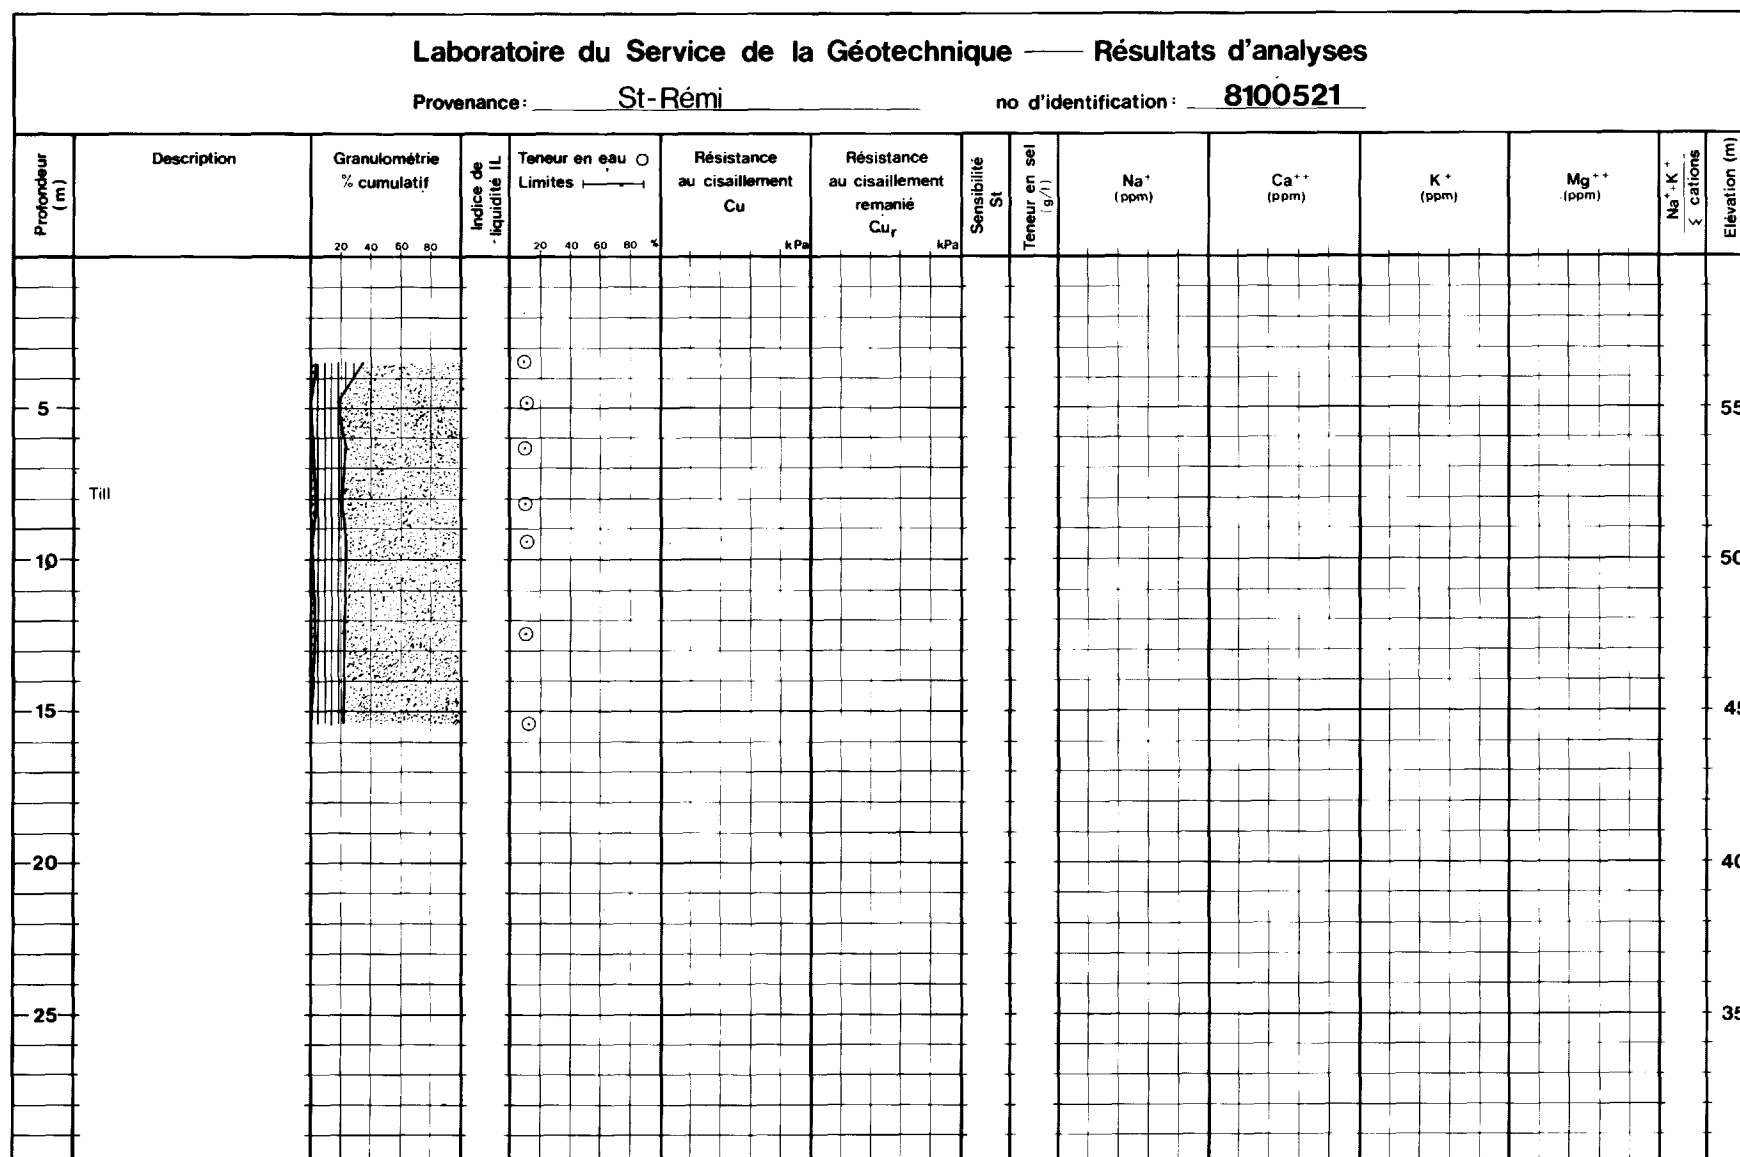 Laboratoire du Service de la Géotechnique — Résultats d'analyses
Provenance: St-Rémi no d'identification: 8100521
Profondeur (m)
Description
Granulométrie
% cumulatif
20 40 60 80
Indice de liquidité IL
Teneur en eau
Limites
20 40 60 80 %
Résistance
au cisaillement
Cu
kPa
Résistance
au cisaillement
remanié
Cur
kPa
Sensibilité
St
Teneur en sel
(g/l)
Na+
(ppm)
Ca++
(ppm)
K+
(ppm)
Mg++
(ppm)
Na+ + K+
Σ cations
Elévation (m)
5 55
Till
10 50
15 45
20 40
25 35